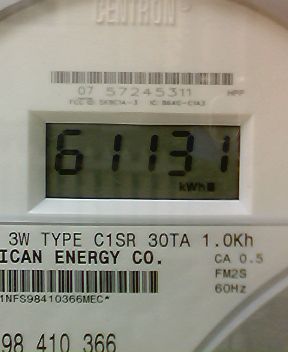 CENTRON
07 57245311 HPP
61131
kWh
3W TYPE C1SR 30TA 1.0Kh
ICAN ENERGY CO. CA 0.5
FM2S
60Hz
1NFS98410366MEC*
98 410 366